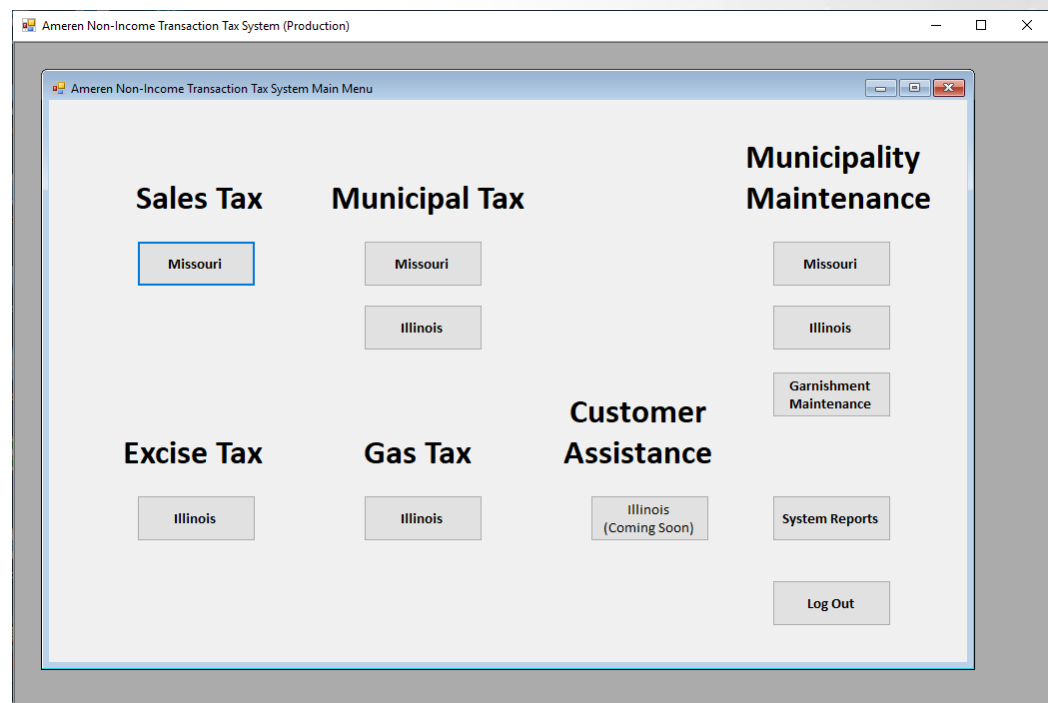 Ameren Non-Income Transaction Tax System (Production)
Ameren Non-Income Transaction Tax System Main Menu
Sales Tax
Missouri
Municipal Tax
Missouri
Illinois
Municipality
Maintenance
Missouri
Illinois
Garnishment
Maintenance
Excise Tax
Illinois
Gas Tax
Illinois
Customer
Assistance
Illinois
(Coming Soon)
System Reports
Log Out